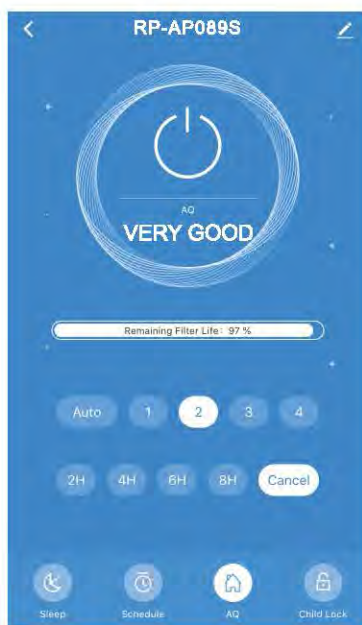 RP-AP089S
AQ
VERY GOOD
Remaining Filter Life: 97 %
Auto 1 2 3 4
2H 4H 6H 8H Cancel
Sleep Schedule AQ Child Lock